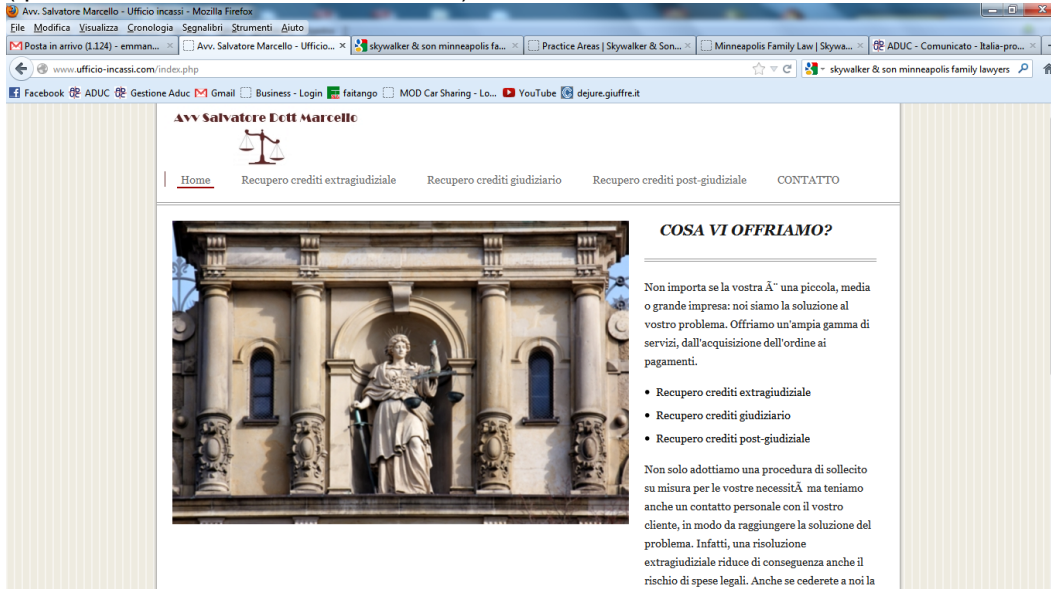 Avv. Salvatore Marcello - Ufficio incassi - Mozilla Firefox
File Modifica Visualizza Cronologia Segnalibri Strumenti Aiuto
Posta in arrivo (1.124) - emman... Avv. Salvatore Marcello - Ufficio... skywalker & son minneapolis fa... Practice Areas | Skywalker & Son... Minneapolis Family Law | Skywa... ADUC - Comunicato - Italia-pro...
www.ufficio-incassi.com/index.php skywalker & son minneapolis family lawyers
Facebook ADUC Gestione Aduc Gmail Business - Login faitango MOD Car Sharing - Lo... YouTube dejure.giuffre.it
Avv Salvatore Dott Marcello
Home Recupero crediti extragiudiziale Recupero crediti giudiziario Recupero crediti post-giudiziale CONTATTO
COSA VI OFFRIAMO?
Non importa se la vostra Ã¨ una piccola, media
o grande impresa: noi siamo la soluzione al
vostro problema. Offriamo un'ampia gamma di
servizi, dall'acquisizione dell'ordine ai
pagamenti.
• Recupero crediti extragiudiziale
• Recupero crediti giudiziario
• Recupero crediti post-giudiziale
Non solo adottiamo una procedura di sollecito
su misura per le vostre necessitÃ  ma teniamo
anche un contatto personale con il vostro
cliente, in modo da raggiungere la soluzione del
problema. Infatti, una risoluzione
extragiudiziale riduce di conseguenza anche il
rischio di spese legali. Anche se cederete a noi la